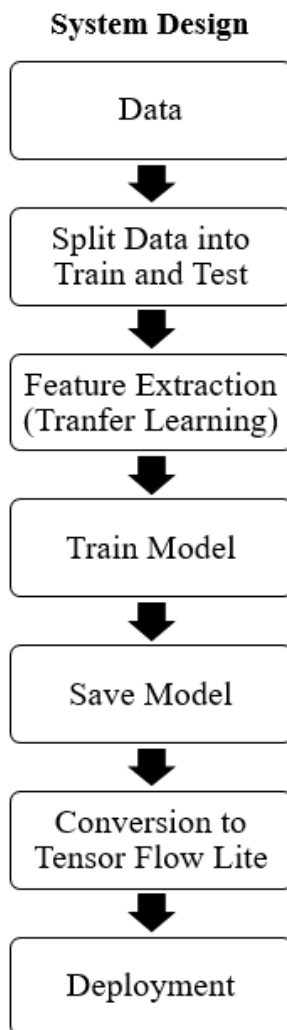 System Design
Data
Split Data into
Train and Test
Feature Extraction
(Tranfer Learning)
Train Model
Save Model
Conversion to
Tensor Flow Lite
Deployment